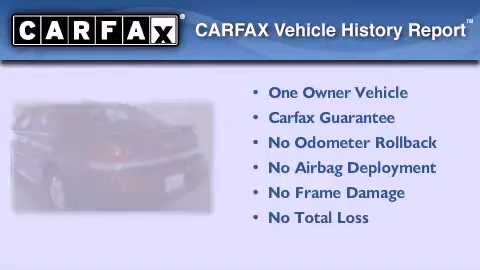 CARFAX® CARFAX Vehicle History Report™
• One Owner Vehicle
• Carfax Guarantee
• No Odometer Rollback
• No Airbag Deployment
• No Frame Damage
• No Total Loss